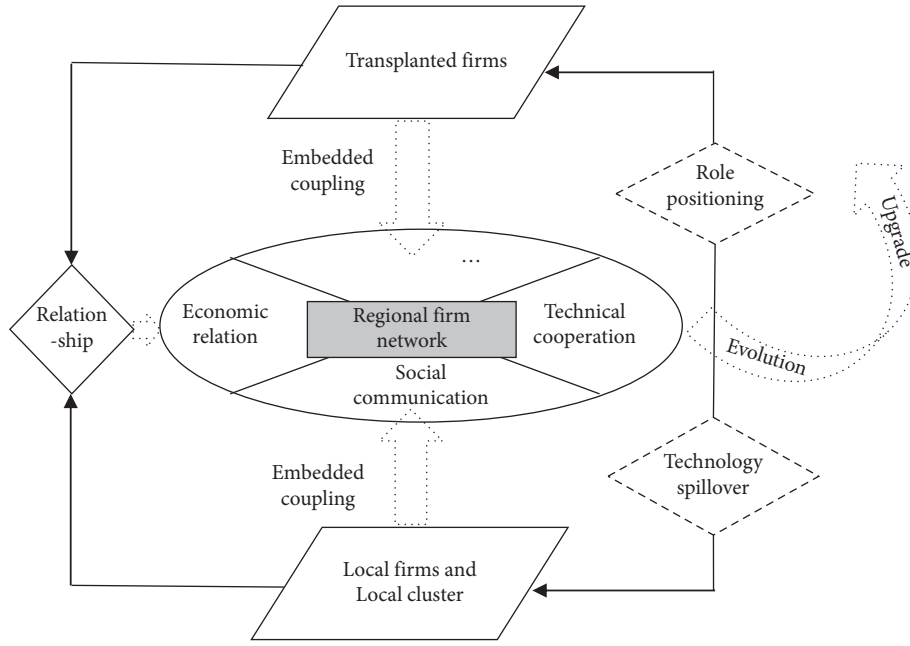 Transplanted firms
Embedded
coupling
Role
positioning
Upgrade
...
Relation
-ship
Economic
relation
Regional firm
network
Technical
cooperation
Evolution
Social
communication
Embedded
coupling
Technology
spillover
Local firms and
Local cluster